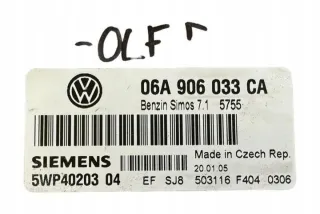 -OLF r
VW
06A 906 033 CA
Benzin Simos 7.1 5755
SIEMENS
Made in Czech Rep.
20.01.05
5WP40203 04
EF SJ8 503116 F404 0306